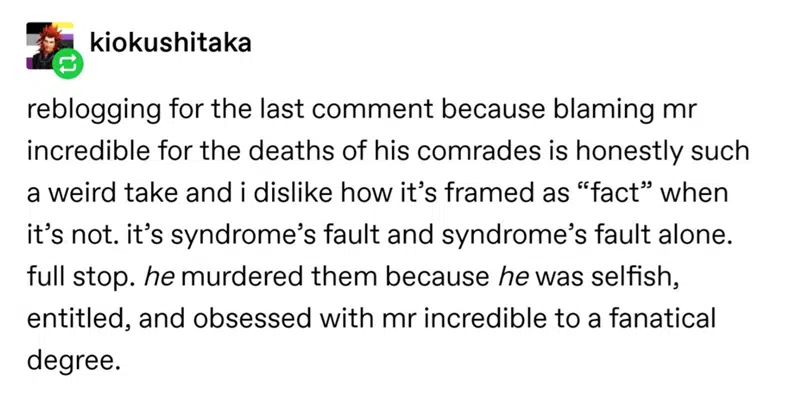 kiokushitaka
reblogging for the last comment because blaming mr
incredible for the deaths of his comrades is honestly such
a weird take and i dislike how it’s framed as “fact” when
it’s not. it’s syndrome’s fault and syndrome’s fault alone.
full stop. he murdered them because he was selfish,
entitled, and obsessed with mr incredible to a fanatical
degree.